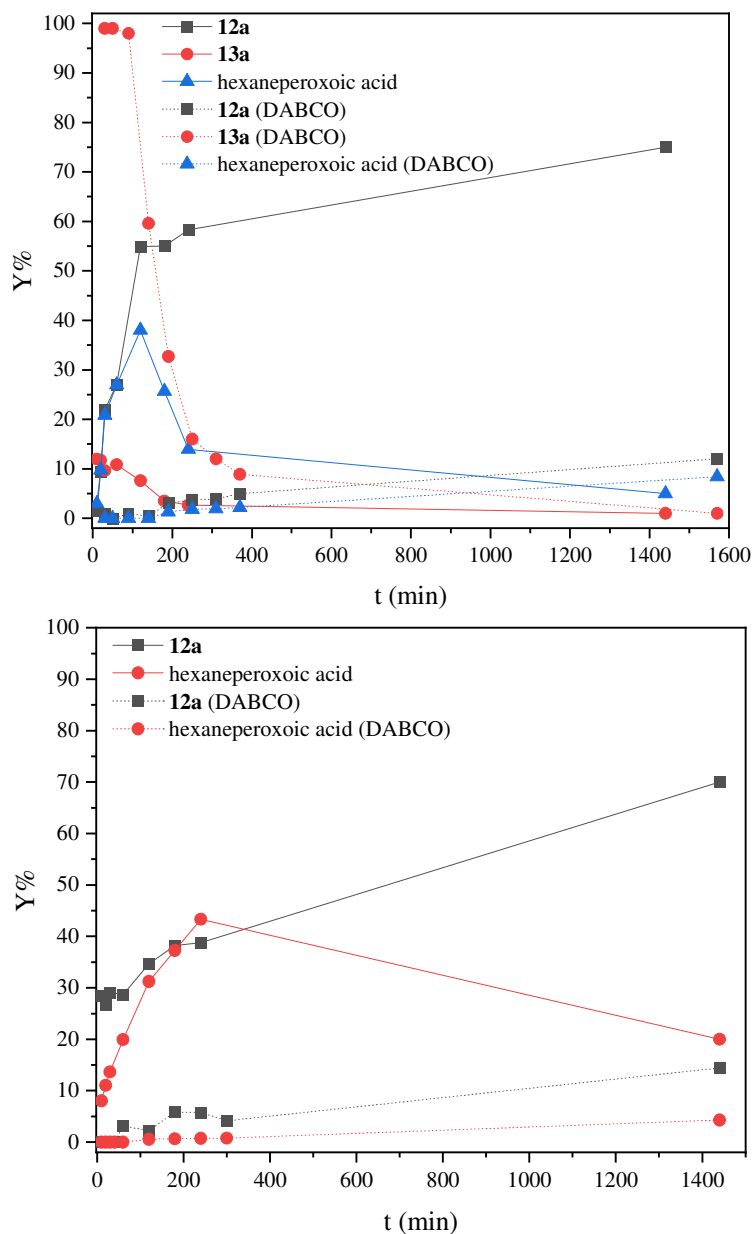 100
90
80
70
60
50
40
30
20
10
0
Y%
12a
13a
hexaneperoxoic acid
12a (DABCO)
13a (DABCO)
hexaneperoxoic acid (DABCO)
0 200 400 600 800 1000 1200 1400 1600
t (min)
100
90
80
70
60
50
40
30
20
10
0
Y%
12a
hexaneperoxoic acid
12a (DABCO)
hexaneperoxoic acid (DABCO)
0 200 400 600 800 1000 1200 1400
t (min)